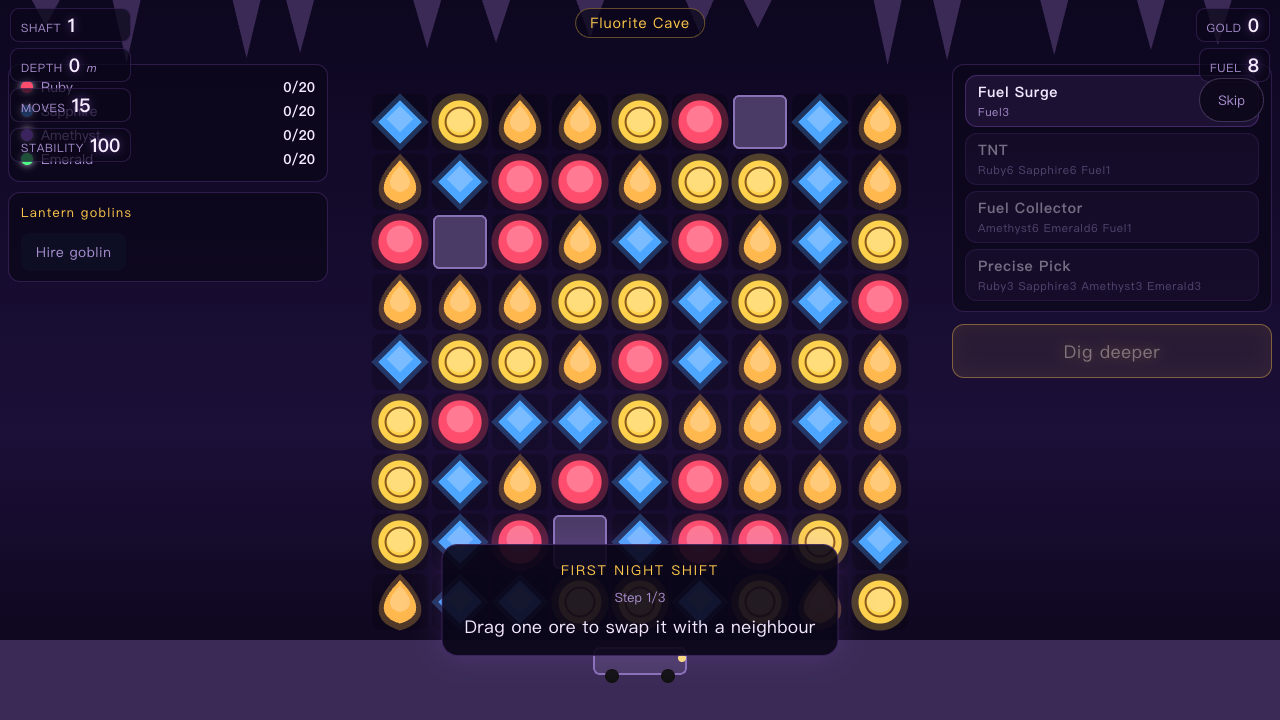 SHAFT 1
Fluorite Cave
GOLD 0
DEPTH 0 m
FUEL 8
Ruby 0/20
MOVES 15
Sapphire 0/20
Amethyst 0/20
STABILITY 100
Emerald 0/20
Lantern goblins
Hire goblin
Fuel Surge
Fuel3
Skip
TNT
Ruby6 Sapphire6 Fuel1
Fuel Collector
Amethyst6 Emerald6 Fuel1
Precise Pick
Ruby3 Sapphire3 Amethyst3 Emerald3
Dig deeper
FIRST NIGHT SHIFT
Step 1/3
Drag one ore to swap it with a neighbour